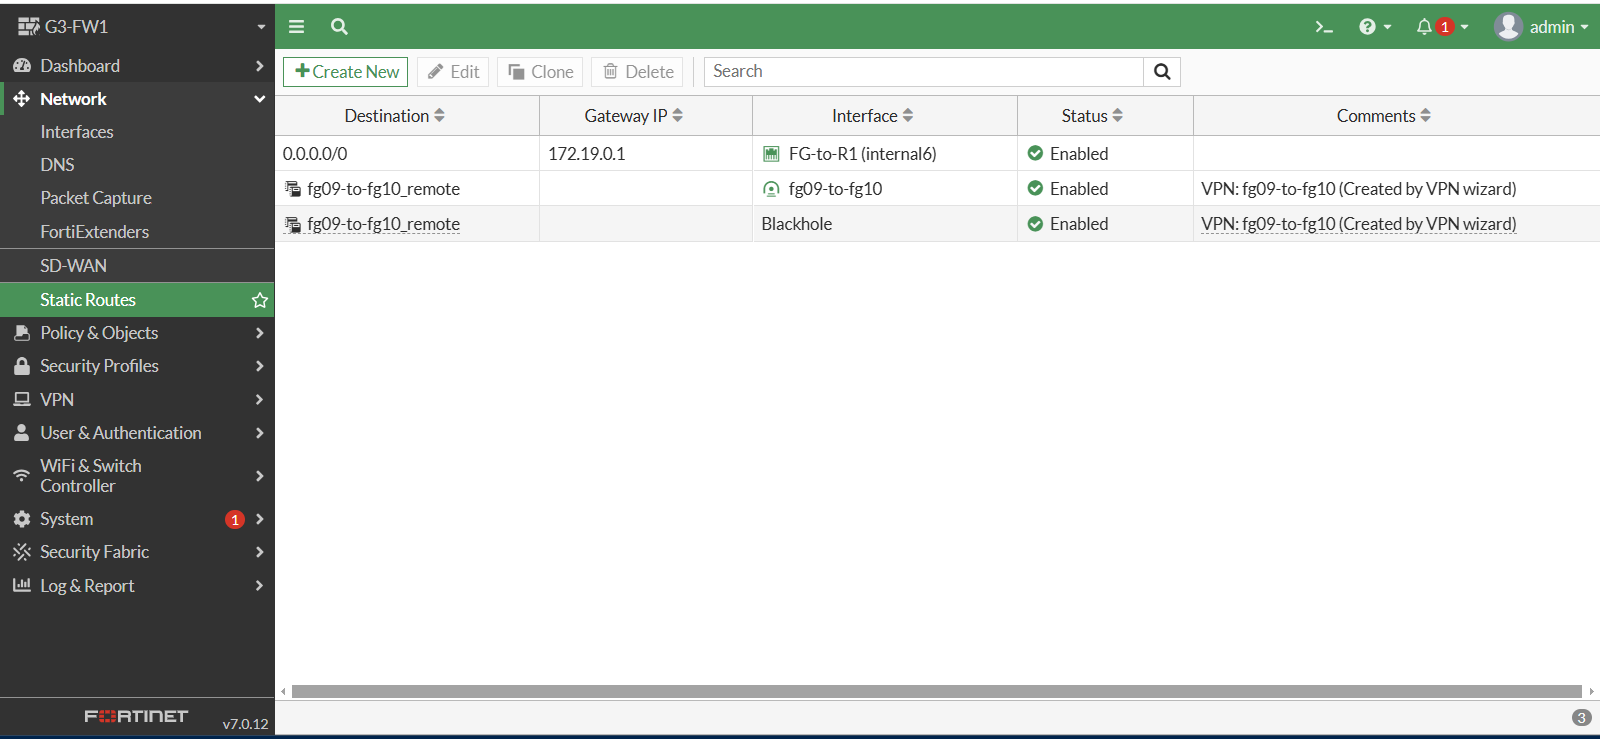 G3-FW1
1
admin
Dashboard
Network
Interfaces
DNS
Packet Capture
FortiExtenders
SD-WAN
Static Routes
Policy & Objects
Security Profiles
VPN
User & Authentication
WiFi & Switch
Controller
System 1
Security Fabric
Log & Report
FORTINET v7.0.12
Create New Edit Clone Delete Search
Destination Gateway IP Interface Status Comments
0.0.0.0/0 172.19.0.1 FG-to-R1 (internal6) Enabled
fg09-to-fg10_remote fg09-to-fg10 Enabled VPN: fg09-to-fg10 (Created by VPN wizard)
fg09-to-fg10_remote Blackhole Enabled VPN: fg09-to-fg10 (Created by VPN wizard)
3